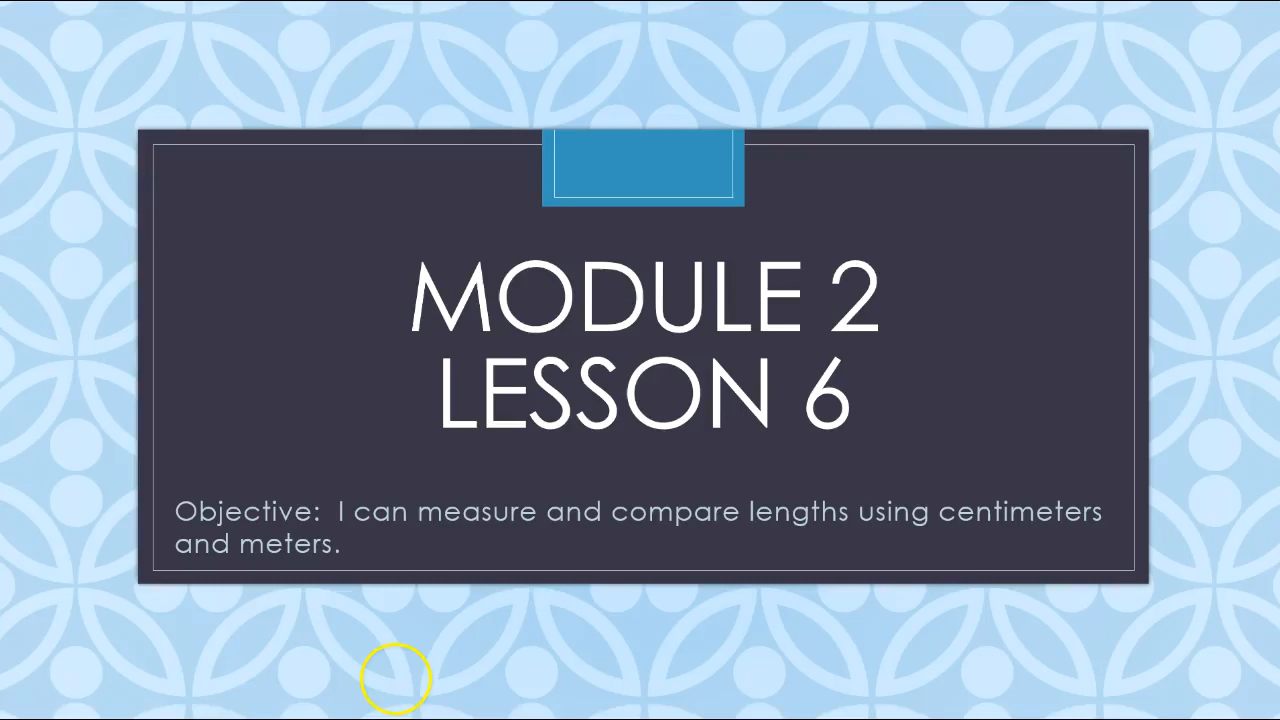 MODULE 2
LESSON 6
Objective:  I can measure and compare lengths using centimeters
and meters.